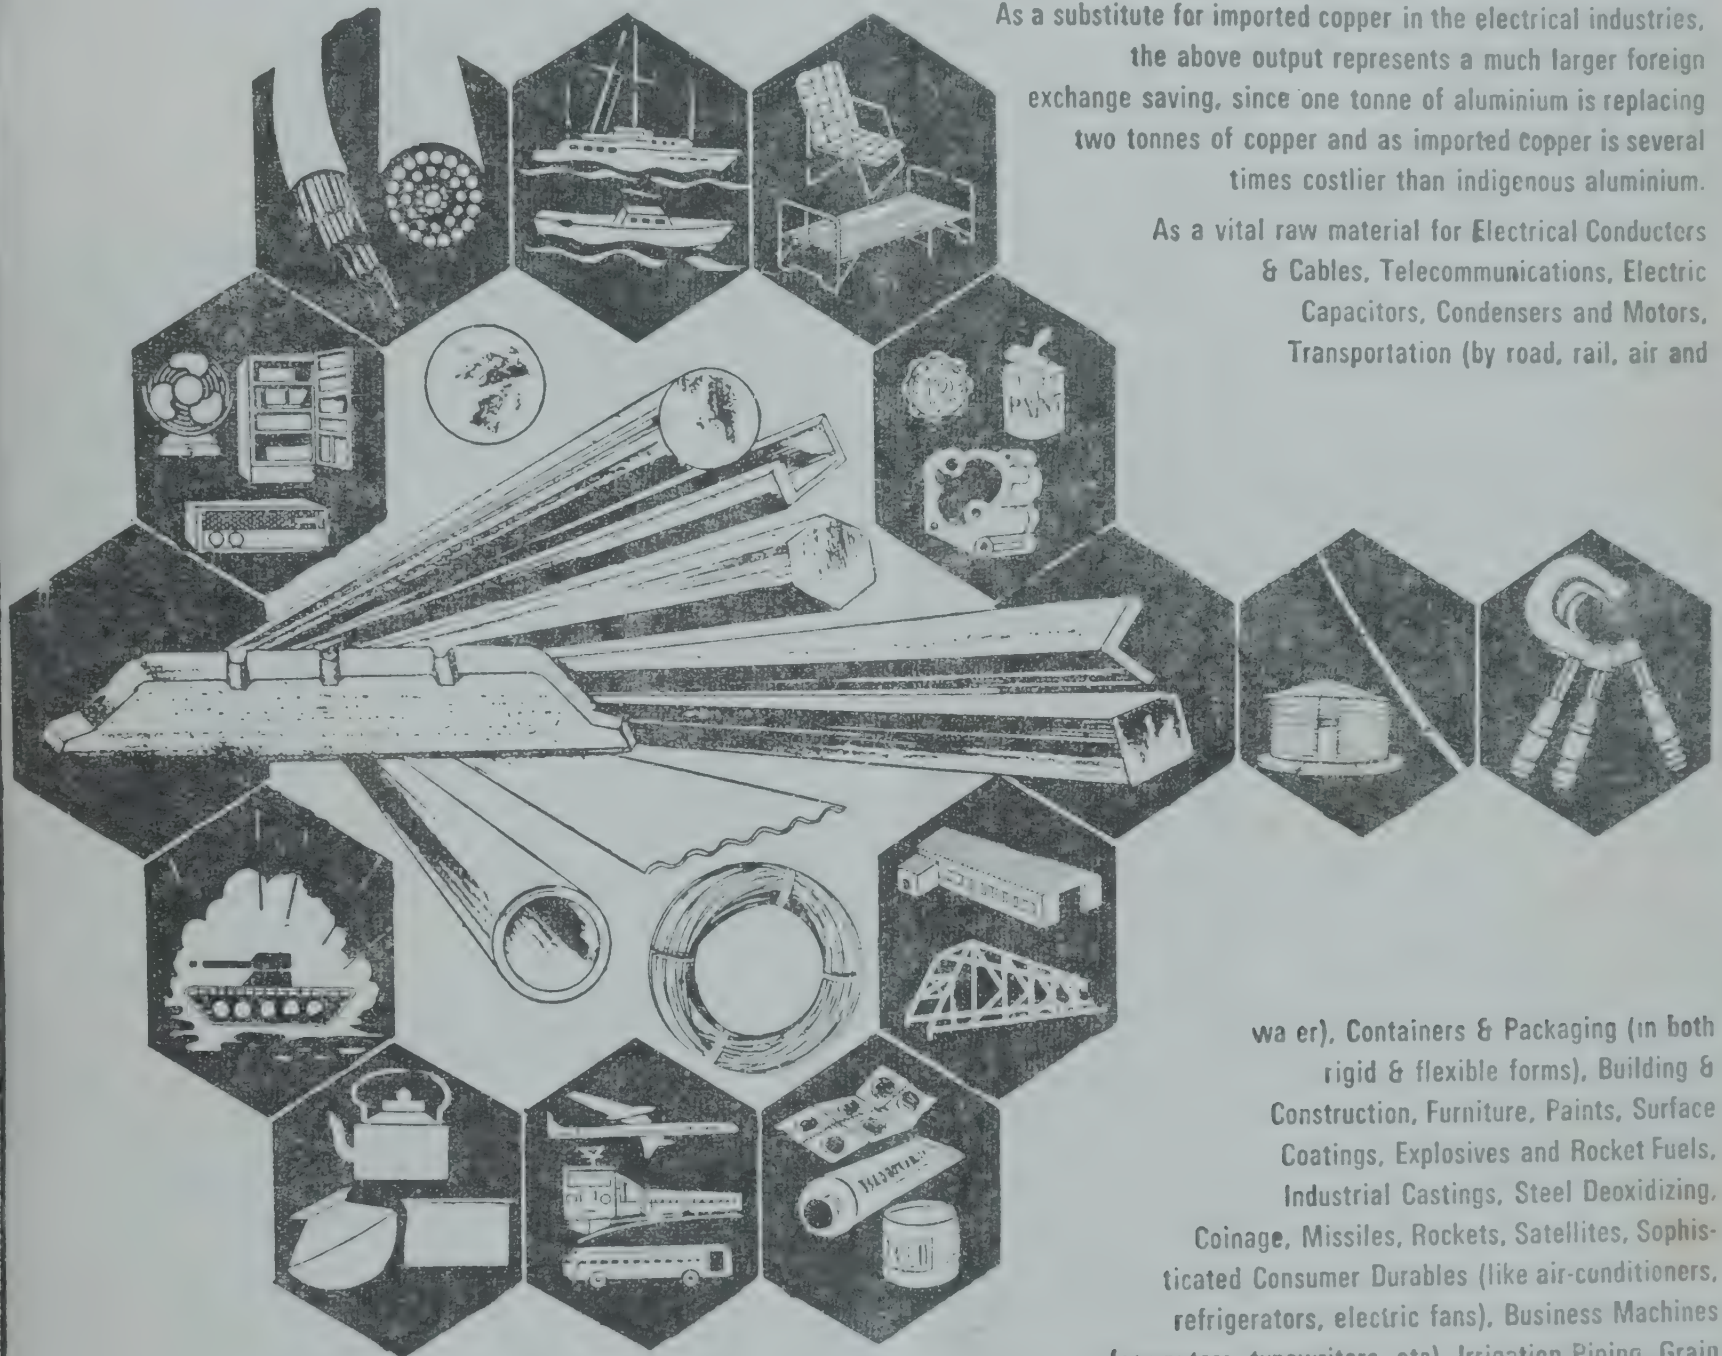 As a substitute for imported copper in the electrical industries,
the above output represents a much larger foreign
exchange saving, since one tonne of aluminium is replacing
two tonnes of copper and as imported copper is several
times costlier than indigenous aluminium.
As a vital raw material for Electrical Conductors
& Cables, Telecommunications, Electric
Capacitors, Condensers and Motors,
Transportation (by road, rail, air and
PAINT
wa er), Containers & Packaging (in both
rigid & flexible forms), Building &
Construction, Furniture, Paints, Surface
Coatings, Explosives and Rocket Fuels,
Industrial Castings, Steel Deoxidizing,
Coinage, Missiles, Rockets, Satellites, Sophis-
ticated Consumer Durables (like air-conditioners,
refrigerators, electric fans), Business Machines
typewriters, etc), Irrigation Piping, Grain